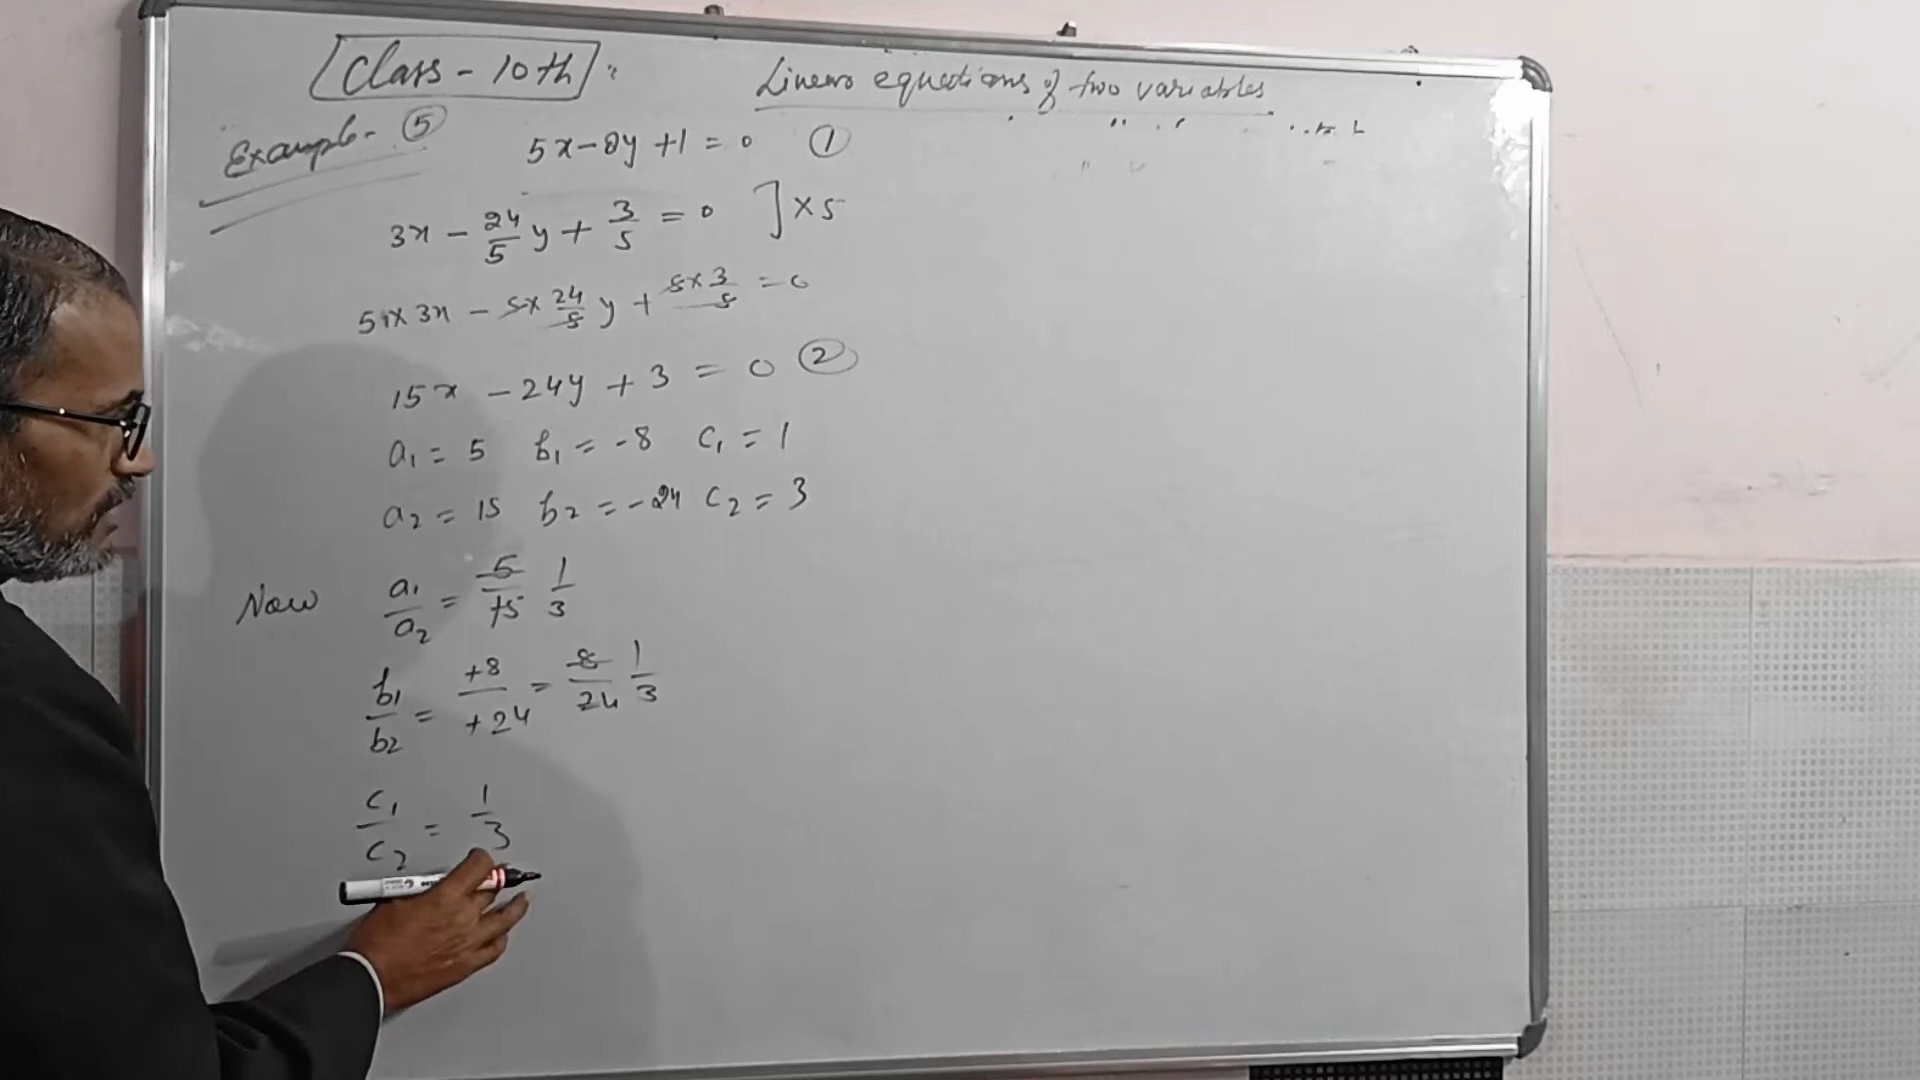 Class - 10th :
Linear equations of two variables
Example - ⑤
5x - 8y + 1 = 0 ①
3x - 24/5 y + 3/5 = 0 ] × 5
5 × 3x - 5 × 24/5 y + 5 × 3/5 = 0
15x - 24y + 3 = 0 ②
a₁ = 5 b₁ = -8 c₁ = 1
a₂ = 15 b₂ = -24 c₂ = 3
Now a₁/a₂ = 5/15 1/3
b₁/b₂ = +8/+24 = 8/24 1/3
c₁/c₂ = 1/3